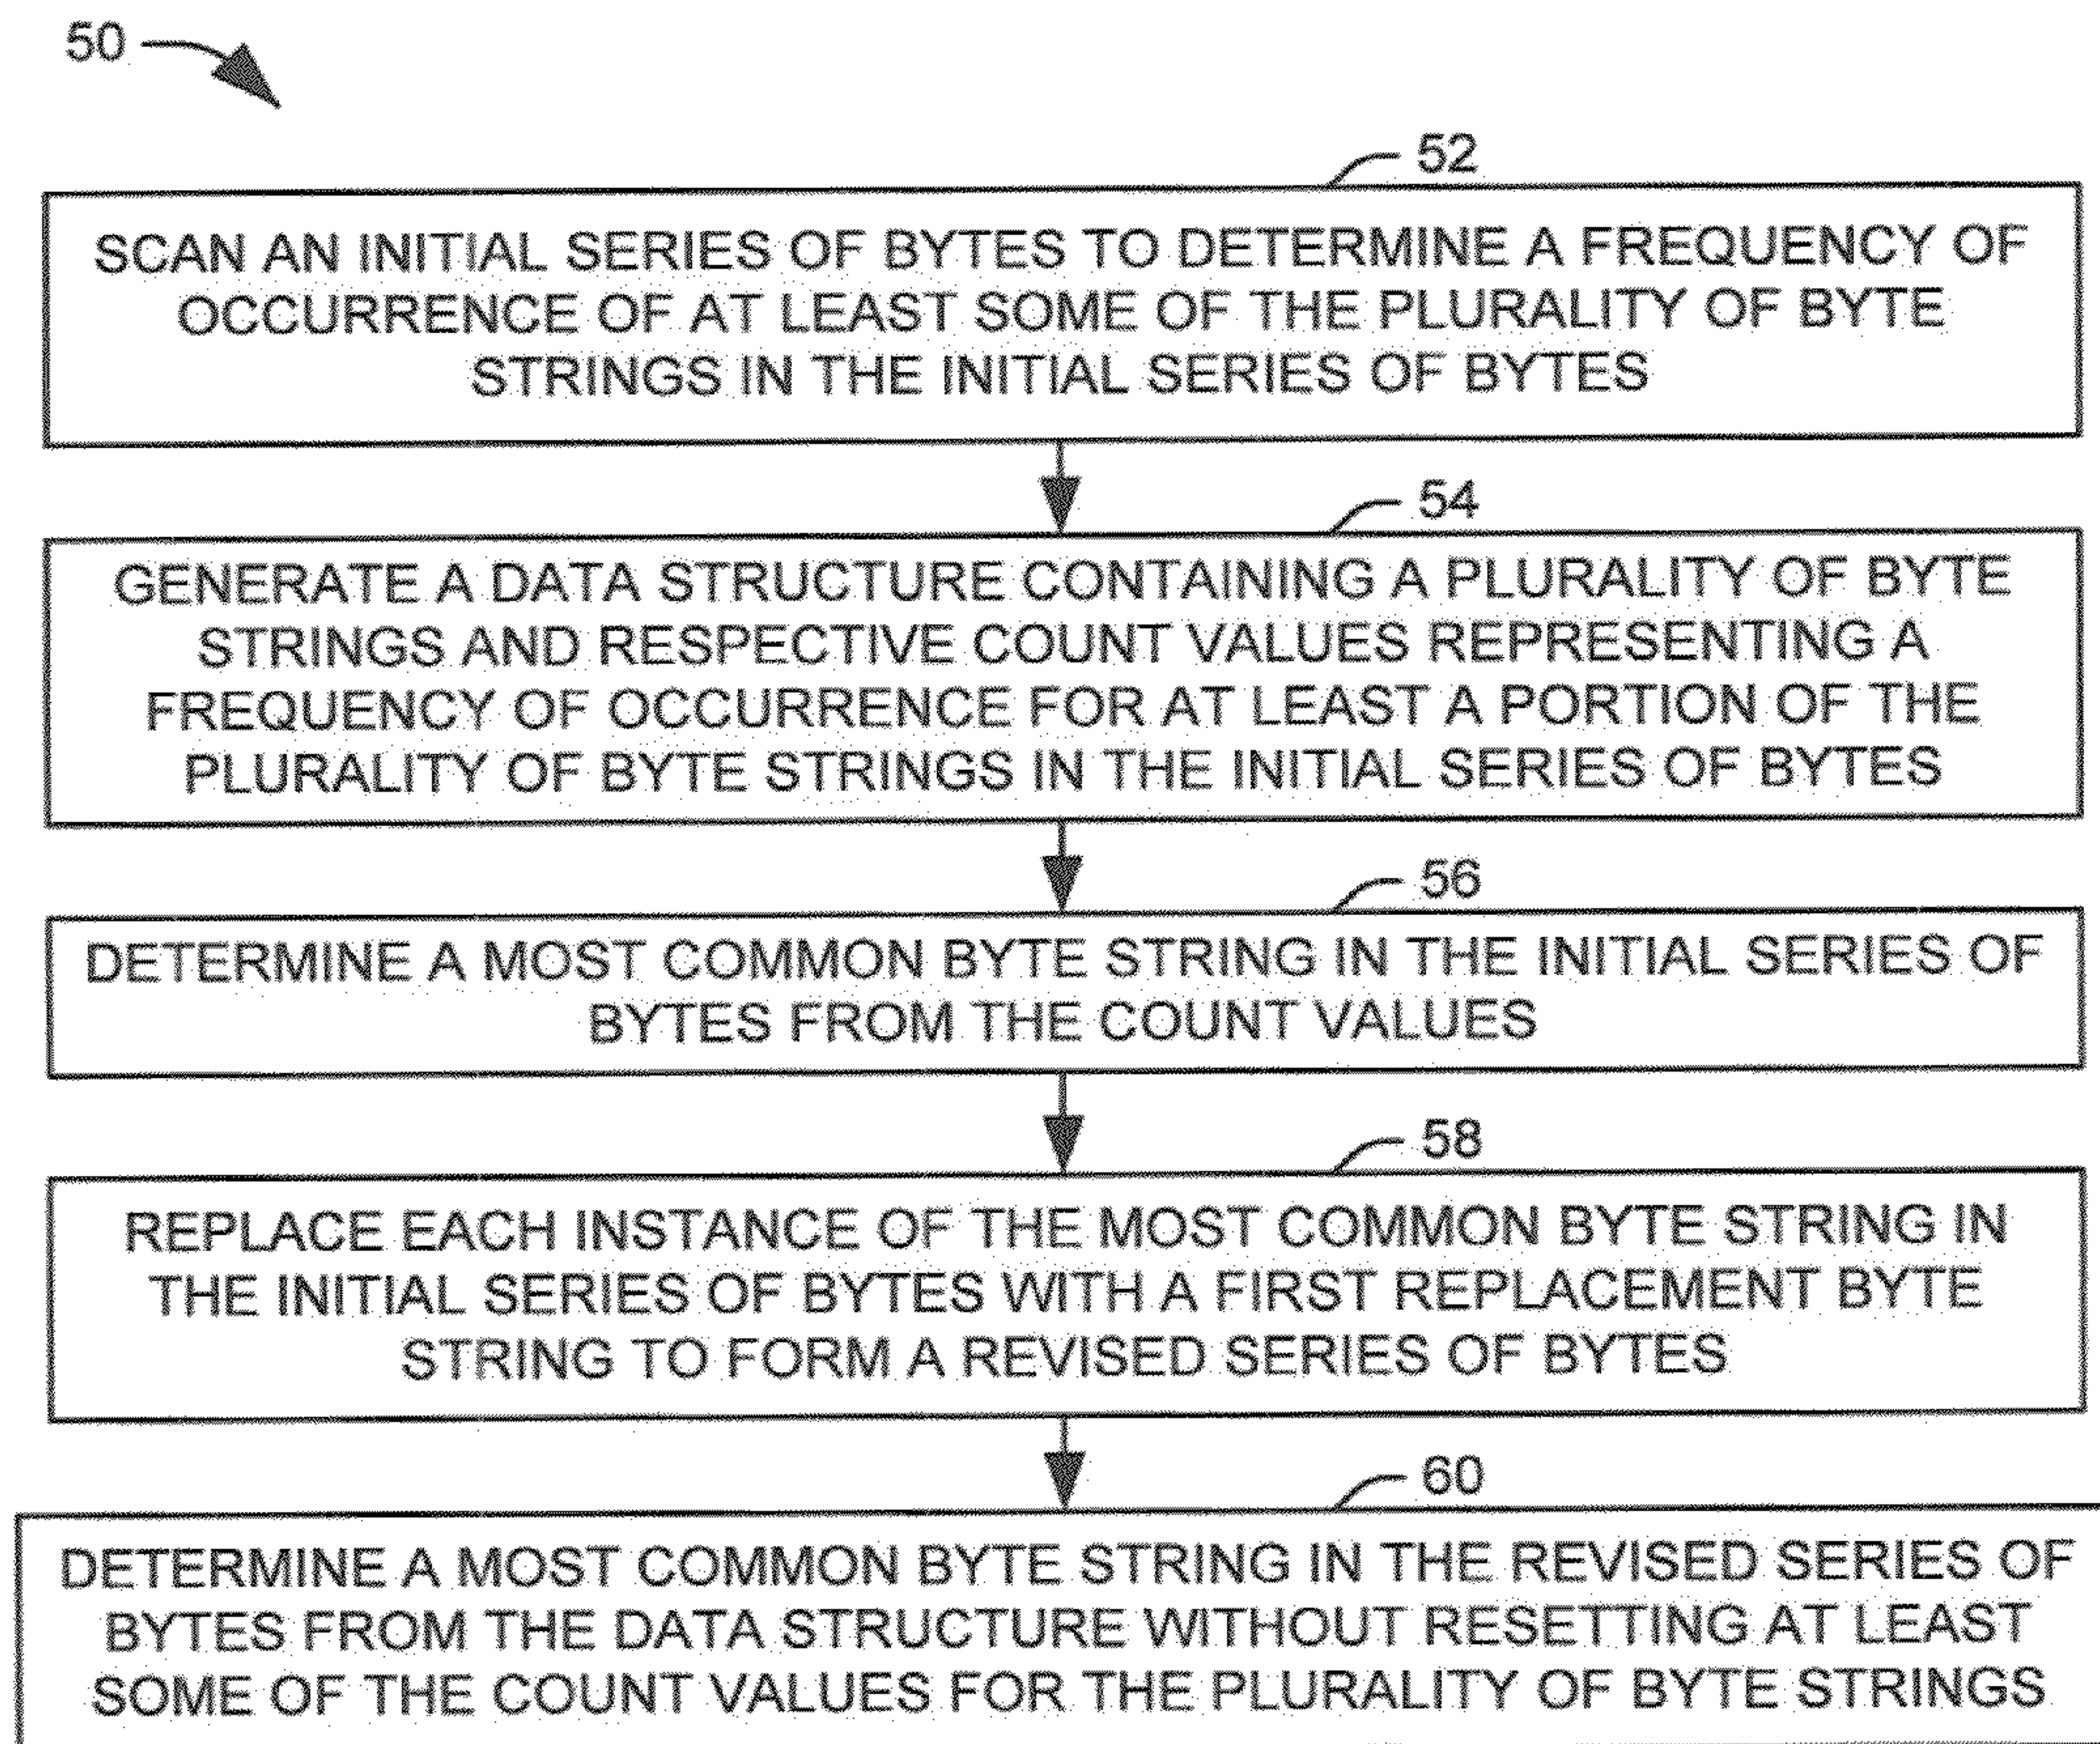 50
52
SCAN AN INITIAL SERIES OF BYTES TO DETERMINE A FREQUENCY OF
OCCURRENCE OF AT LEAST SOME OF THE PLURALITY OF BYTE
STRINGS IN THE INITIAL SERIES OF BYTES
54
GENERATE A DATA STRUCTURE CONTAINING A PLURALITY OF BYTE
STRINGS AND RESPECTIVE COUNT VALUES REPRESENTING A
FREQUENCY OF OCCURRENCE FOR AT LEAST A PORTION OF THE
PLURALITY OF BYTE STRINGS IN THE INITIAL SERIES OF BYTES
56
DETERMINE A MOST COMMON BYTE STRING IN THE INITIAL SERIES OF
BYTES FROM THE COUNT VALUES
58
REPLACE EACH INSTANCE OF THE MOST COMMON BYTE STRING IN
THE INITIAL SERIES OF BYTES WITH A FIRST REPLACEMENT BYTE
STRING TO FORM A REVISED SERIES OF BYTES
60
DETERMINE A MOST COMMON BYTE STRING IN THE REVISED SERIES OF
BYTES FROM THE DATA STRUCTURE WITHOUT RESETTING AT LEAST
SOME OF THE COUNT VALUES FOR THE PLURALITY OF BYTE STRINGS